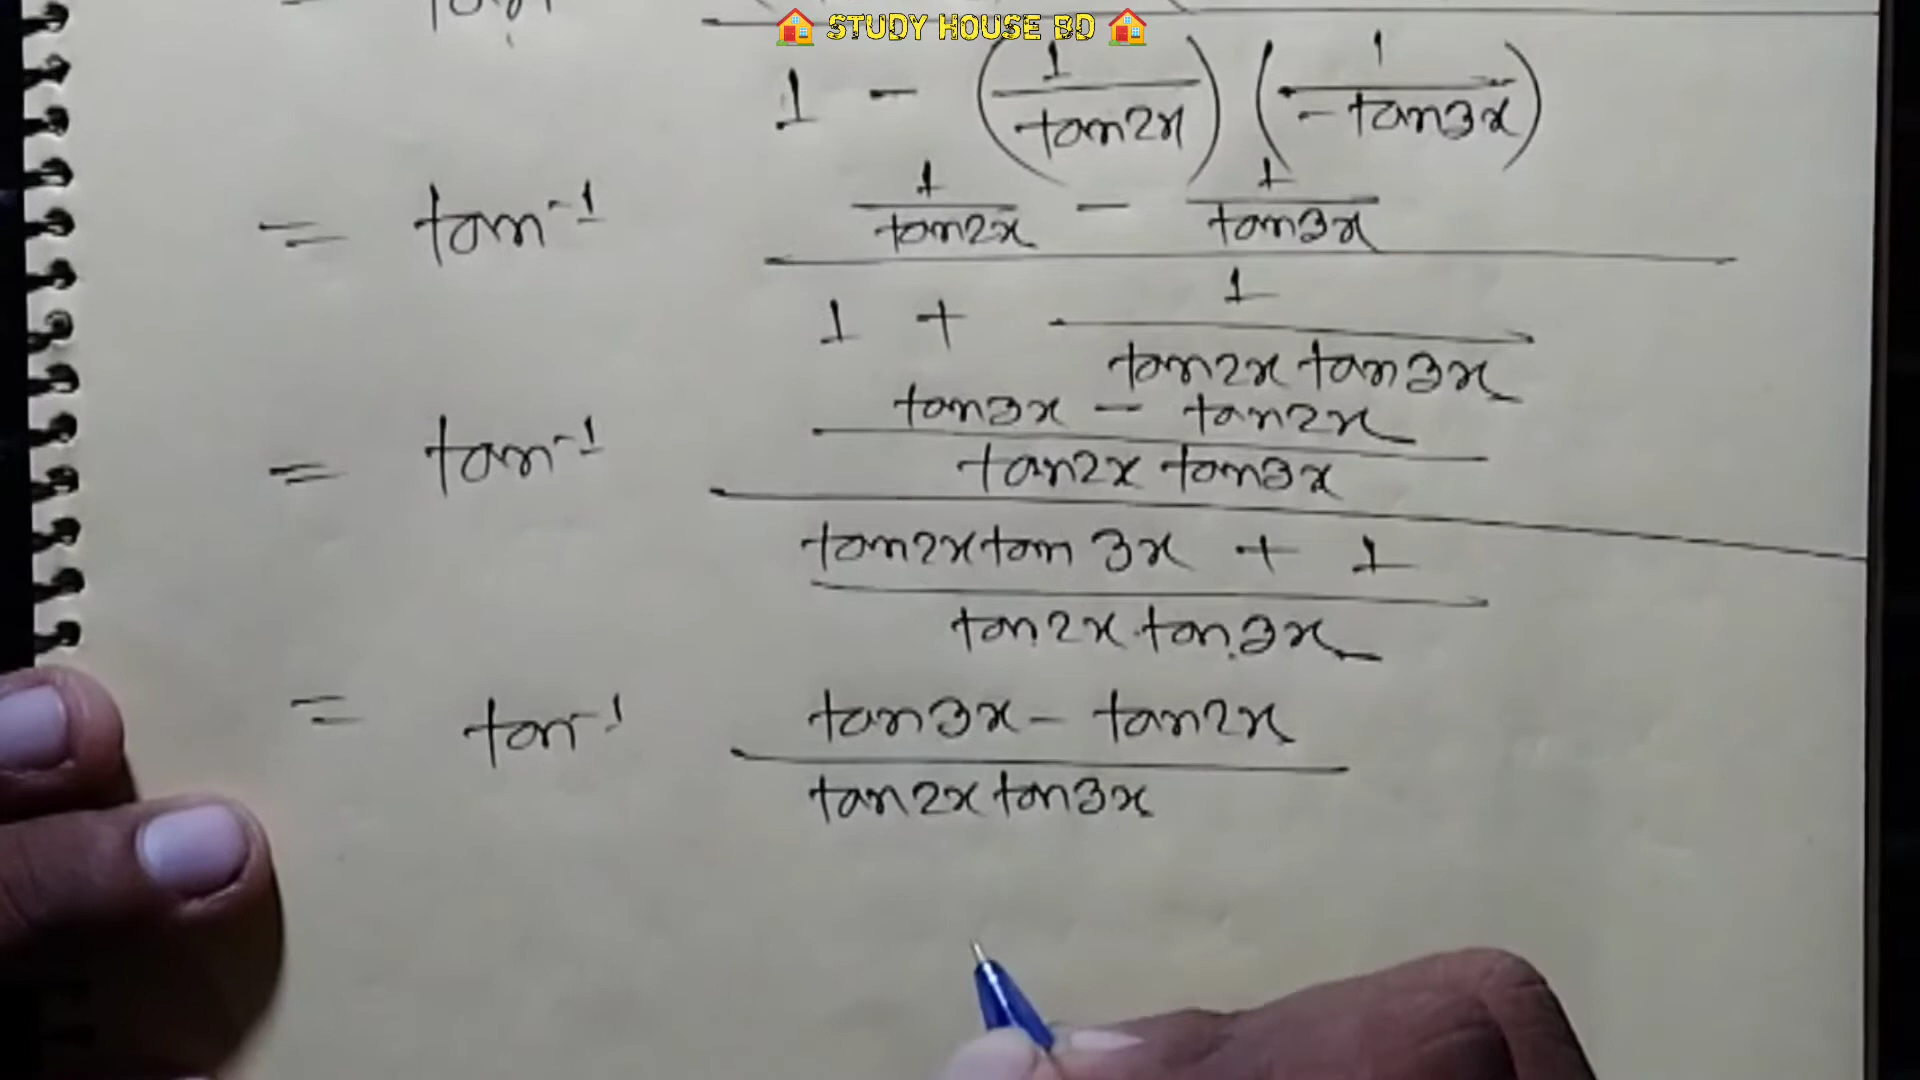 🏠 STUDY HOUSE BD 🏠
1 - (1/tan2x) (1/-tan3x)
= tan⁻¹ (1/tan2x - 1/tan3x) / (1 + 1/(tan2x tan3x))
= tan⁻¹ ((tan3x - tan2x)/(tan2x tan3x)) / ((tan2x tan3x + 1)/(tan2x.tan3x))
= tan⁻¹ (tan3x - tan2x)/(tan2x tan3x)